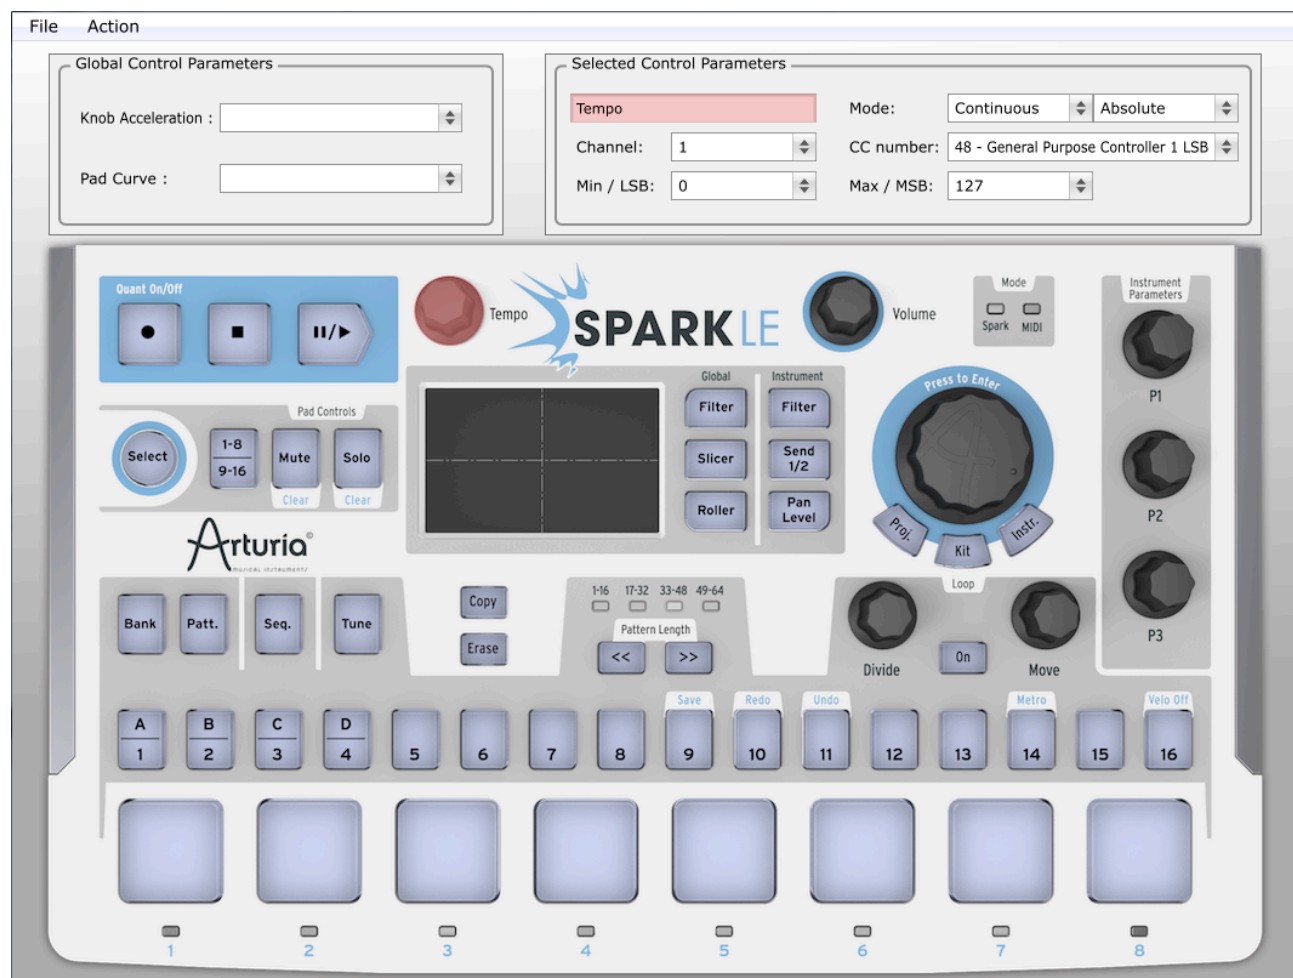 File Action
Global Control Parameters
Knob Acceleration :
Pad Curve :
Selected Control Parameters
Tempo Mode: Continuous Absolute
Channel: 1 CC number: 48 - General Purpose Controller 1 LSB
Min / LSB: 0 Max / MSB: 127
Quant On/Off
Tempo
SPARKLE
Volume
Mode
Spark MIDI
Instrument
Parameters
P1
P2
P3
Pad Controls
Select
1-8
9-16
Mute
Solo
Clear Clear
Global Instrument
Filter Filter
Slicer Send
1/2
Roller Pan
Level
Press to Enter
Proj. Kit Instr.
Arturia©
MUSICAL INSTRUMENTS
Bank Patt. Seq. Tune
Copy
Erase
1-16 17-32 33-48 49-64
Pattern Length
<< >>
Loop
Divide On Move
Save Redo Undo Metro Velo Off
A B C D
1 2 3 4 5 6 7 8 9 10 11 12 13 14 15 16
1 2 3 4 5 6 7 8